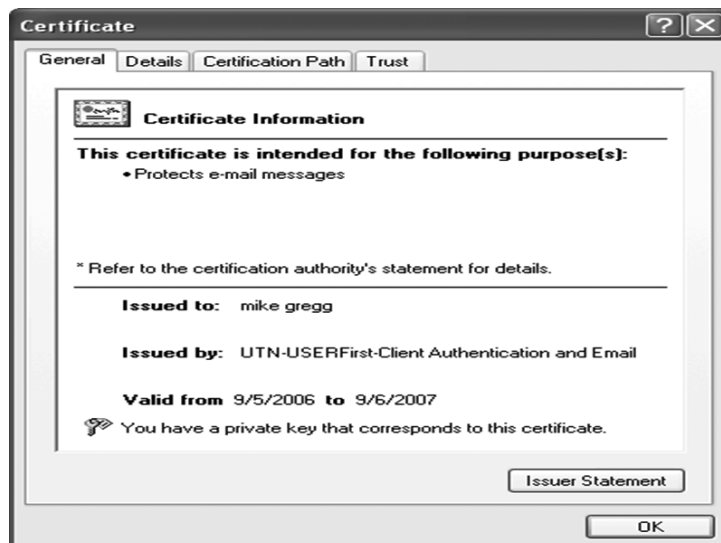 Certificate
General Details Certification Path Trust
Certificate Information
This certificate is intended for the following purpose(s):
• Protects e-mail messages
* Refer to the certification authority's statement for details.
Issued to: mike gregg
Issued by: UTN-USERFirst-Client Authentication and Email
Valid from 9/5/2006 to 9/6/2007
You have a private key that corresponds to this certificate.
Issuer Statement
OK